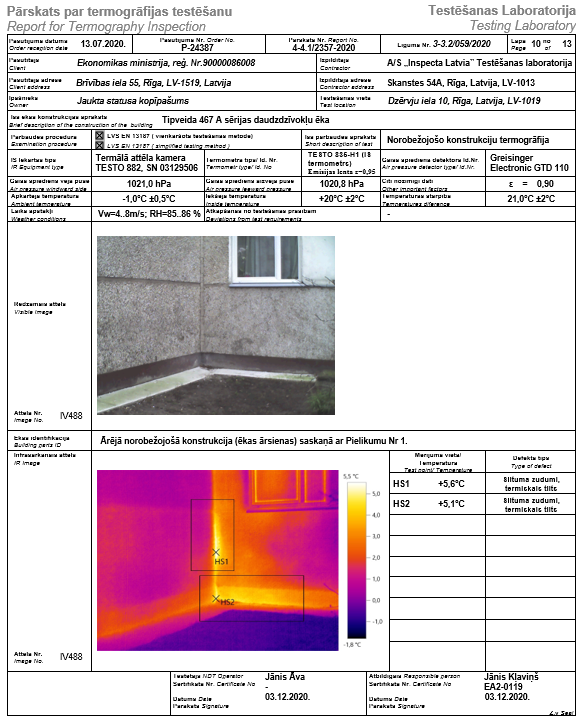 Pārskats par termogrāfijas testēšanu Testēšanas Laboratorija
Report for Termography Inspection Testing Laboratory
Pasūtījuma datums 13.07.2020. Pasūtījuma Nr. Order No. Pārskata Nr. Report No. Līguma Nr. 3-3.2/059/2020 Lapa 10 no 13
Order reception date P-24387 4-4.1/2357-2020 Page of
Pasūtītājs Ekonomikas ministrija, reģ. Nr.90000086008 Izpildītājs A/S „Inspecta Latvia” Testēšanas laboratorija
Client Contractor
Pasūtītāja adrese Brīvības iela 55, Rīga, LV-1519, Latvija Izpildītāja adrese Skanstes 54A, Rīga, Latvija, LV-1013
Client address Contractor address
Īpašnieks Jaukta statusa kopīpašums Testēšanas vieta Dzērvju iela 10, Rīga, Latvija, LV-1019
Owner Test location
Īss ēkas konstrukcijas apraksts Tipveida 467 A sērijas daudzdzīvokļu ēka
Brief description of the construction of the building
Pārbaudes procedūra LVS EN 13187 ( vienkāršota testēšanas metode) Īss pārbaudes apraksts Norobežojošo konstrukciju termogrāfija
Examination procedure LVS EN 13187 ( simplified testing method ) Short description of test
IS Iekārtas tips Termālā attēla kamera Termometra tips/ Id. Nr. TESTO 835-H1 (IS Gaisa spiediena detektora Id.Nr. Greisinger
IR Equipment type TESTO 882, SN 03129506 Termometer type/ Id. No termometrs) Air pressure detector type/ Id.No. Electronic GTD 110
Emisijas lenta ε=0,95
Gaisa spiediens vēja pusē 1021,0 hPa Gaisa spiediens aizvēja pusē 1020,8 hPa Citi nozīmīgi dati ε = 0,90
Air pressure windward side Air pressure leeward pressure Other important factors
Apkārtējā temperatūra -1,0°C ±0,5°C Iekšējā temperatūra +20°C ±2°C Temperatūras starpība 21,0°C ±2°C
Ambient temperature Inside temperature Temperatures diference
Laika apstākļi Vw=4..8m/s; RH=85..86 % Atkāpšanās no testēšanas prasībām -
Weather conditions Deviations from test requirements
Redzamais attēls
Visible image
Attēla Nr. IV488
Image No.
Ēkas identifikācija Ārējā norobežojošā konstrukcija (ēkas ārsienas) saskaņā ar Pielikumu Nr 1.
Building parts ID
Infrasarkanais attēls Mērījuma vieta/ Defekta tips
IR image Temperatūra Type of defect
Test point/ Temperature
5,5 °C
5,0
4,0
3,0
2,0
1,0
0,0
-1,0
-1,8 °C
HS1
HS2
HS1 +5,6°C Siltuma zudumi,
termiskais tilts
HS2 +5,1°C Siltuma zudumi,
termiskais tilts
Attēla Nr. IV488
Image No.
Testētājs NDT Operator Jānis Āva Atbildīgais Responsible person Jānis Kļaviņš
Sertifikāta Nr. Certificate No - Sertifikāta Nr. Certificate No EA2-0119
Datums Date 03.12.2020. Datums Date 03.12.2020.
Paraksts Signature Paraksts Signature